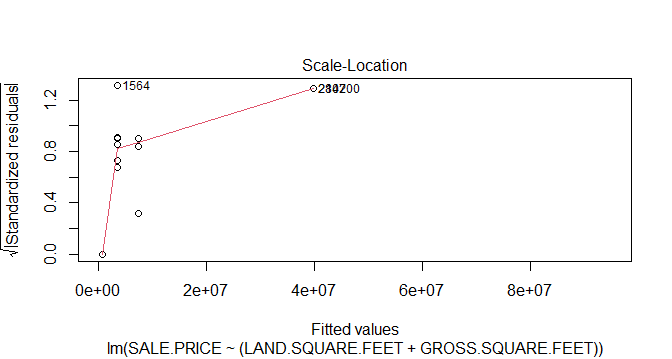 Scale-Location
√|Standardized residuals|
1.2
0.8
0.4
0.0
1564
0e+00 2e+07 4e+07 6e+07 8e+07
Fitted values
lm(SALE.PRICE ~ (LAND.SQUARE.FEET + GROSS.SQUARE.FEET))